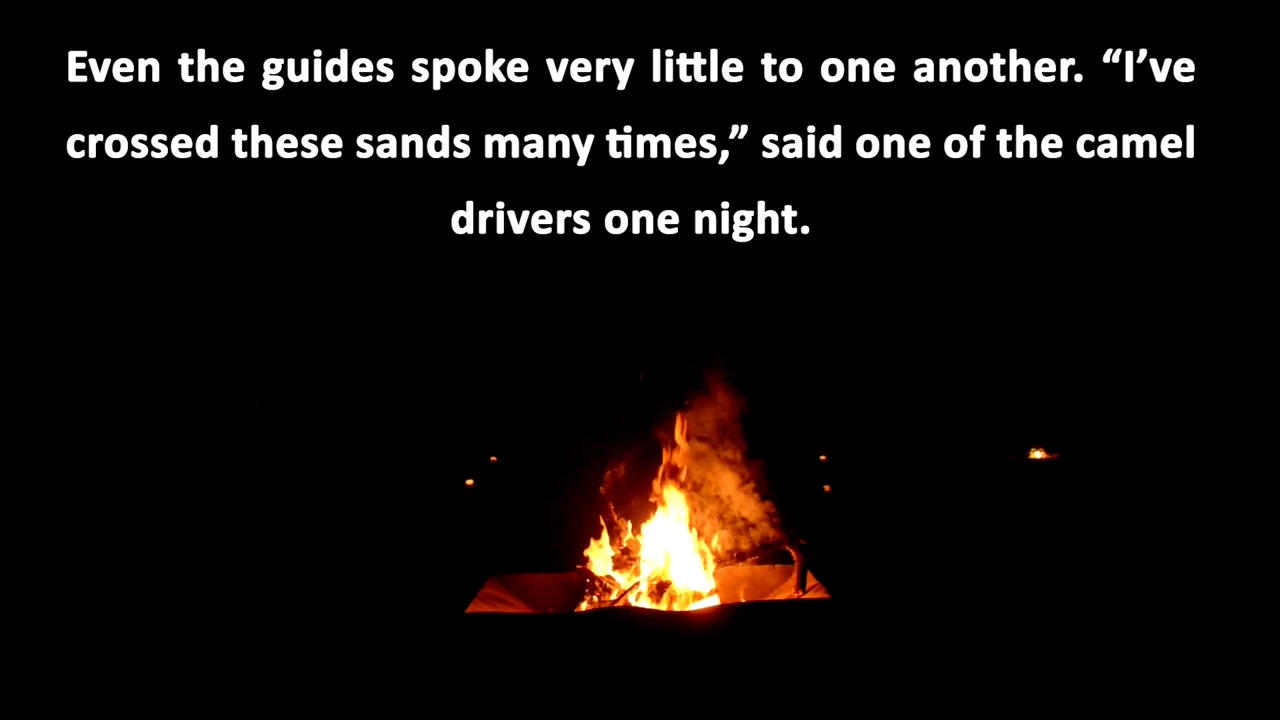 Even the guides spoke very little to one another. “I’ve
crossed these sands many times,” said one of the camel
drivers one night.